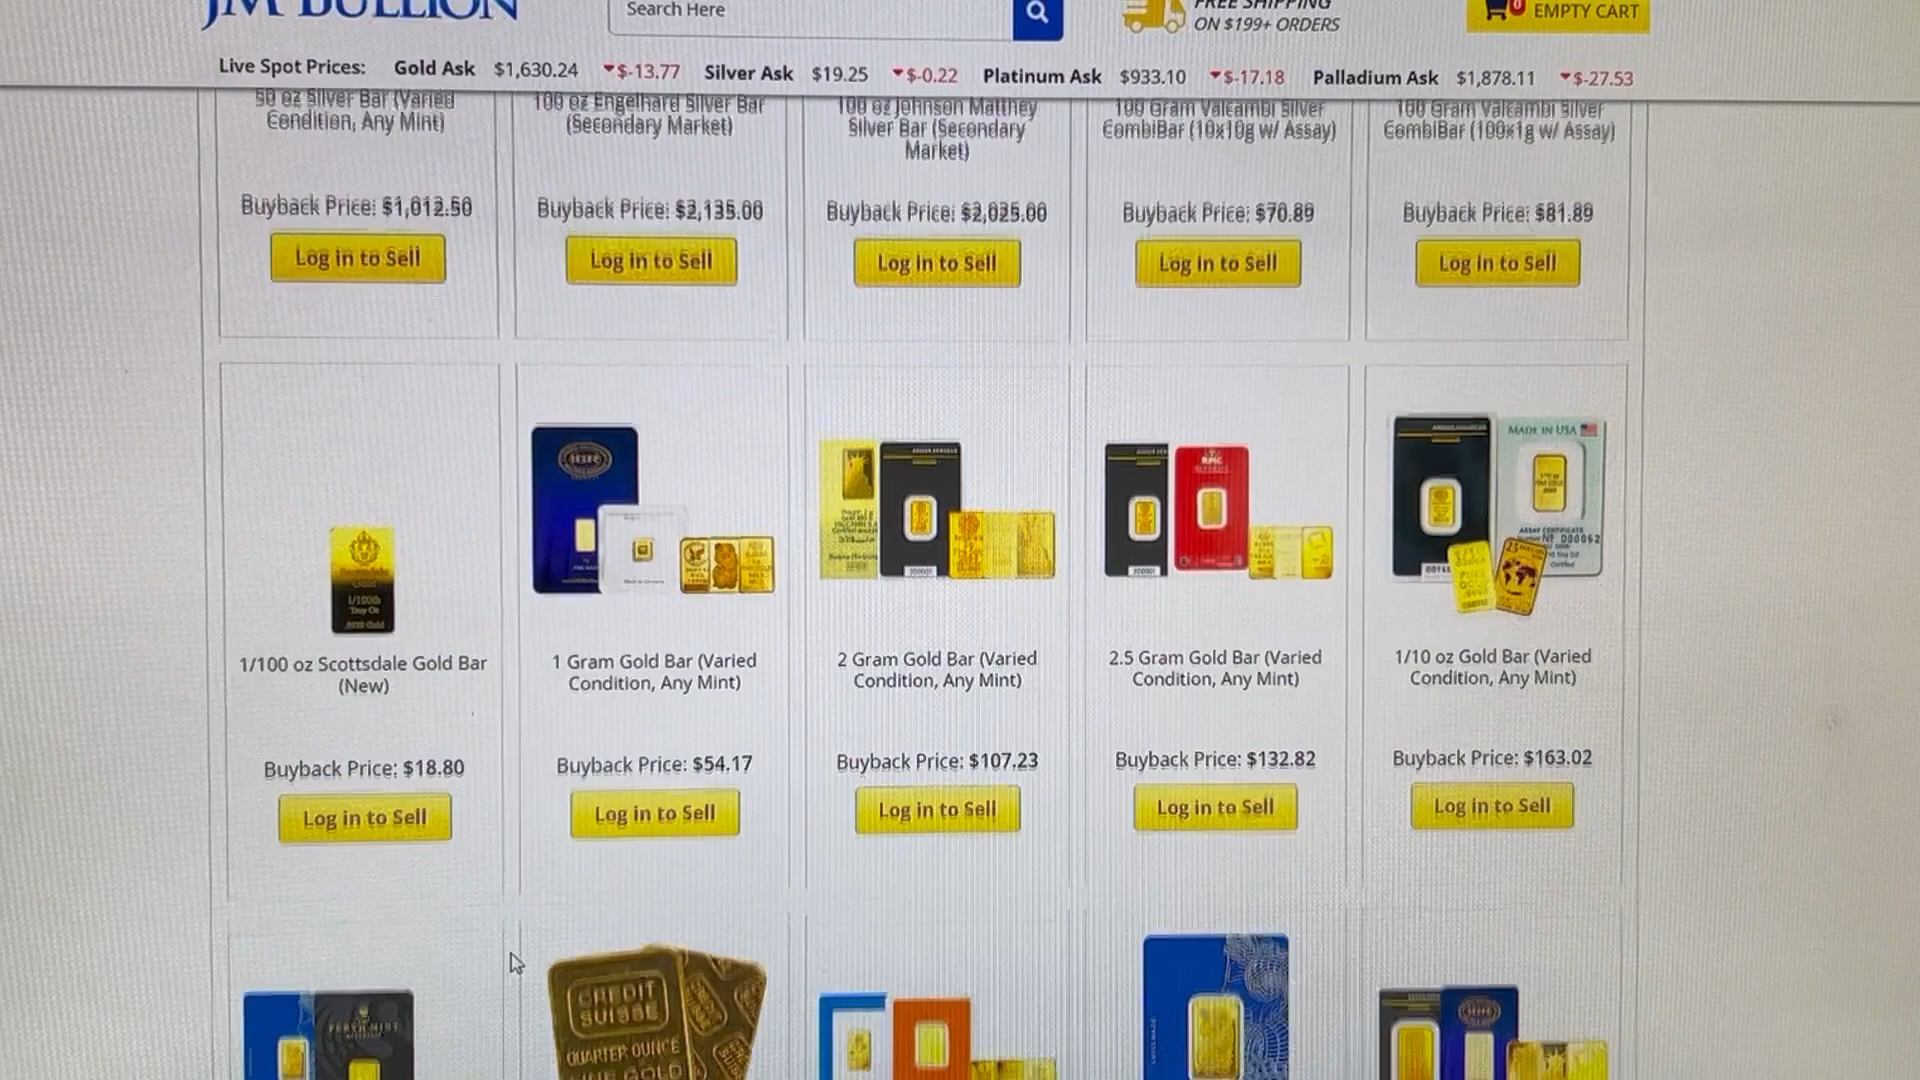 JM BULLION
Search Here
FREE SHIPPING
ON $199+ ORDERS
0
EMPTY CART
Live Spot Prices: Gold Ask $1,630.24 $-13.77 Silver Ask $19.25 $-0.22 Platinum Ask $933.10 $-17.18 Palladium Ask $1,878.11 $-27.53
50 oz Silver Bar (Varied
Condition, Any Mint)
Buyback Price: $1,012.50
Log in to Sell
100 oz Engelhard Silver Bar
(Secondary Market)
Buyback Price: $2,135.00
Log in to Sell
100 oz Johnson Matthey
Silver Bar (Secondary
Market)
Buyback Price: $2,025.00
Log in to Sell
100 Gram Valcambi Silver
CombiBar (10x10g w/ Assay)
Buyback Price: $70.89
Log in to Sell
100 Gram Valcambi Silver
CombiBar (100x1g w/ Assay)
Buyback Price: $81.89
Log in to Sell
1/100 oz Scottsdale Gold Bar
(New)
Buyback Price: $18.80
Log in to Sell
1 Gram Gold Bar (Varied
Condition, Any Mint)
Buyback Price: $54.17
Log in to Sell
2 Gram Gold Bar (Varied
Condition, Any Mint)
Buyback Price: $107.23
Log in to Sell
2.5 Gram Gold Bar (Varied
Condition, Any Mint)
Buyback Price: $132.82
Log in to Sell
MADE IN USA
1/10 oz Gold Bar (Varied
Condition, Any Mint)
Buyback Price: $163.02
Log in to Sell
PERTH MINT
CREDIT
SUISSE
QUARTER OUNCE
FINE GOLD